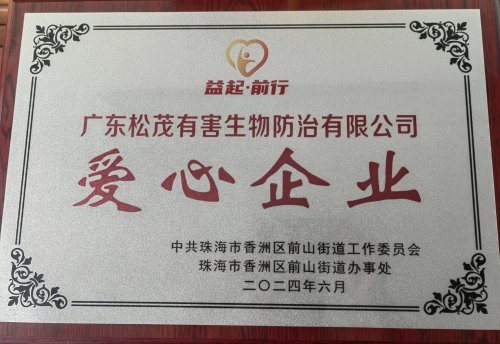 益起·前行
广东松茂有害生物防治有限公司
爱心企业
中共珠海市香洲区前山街道工作委员会
珠海市香洲区前山街道办事处
二〇二四年六月